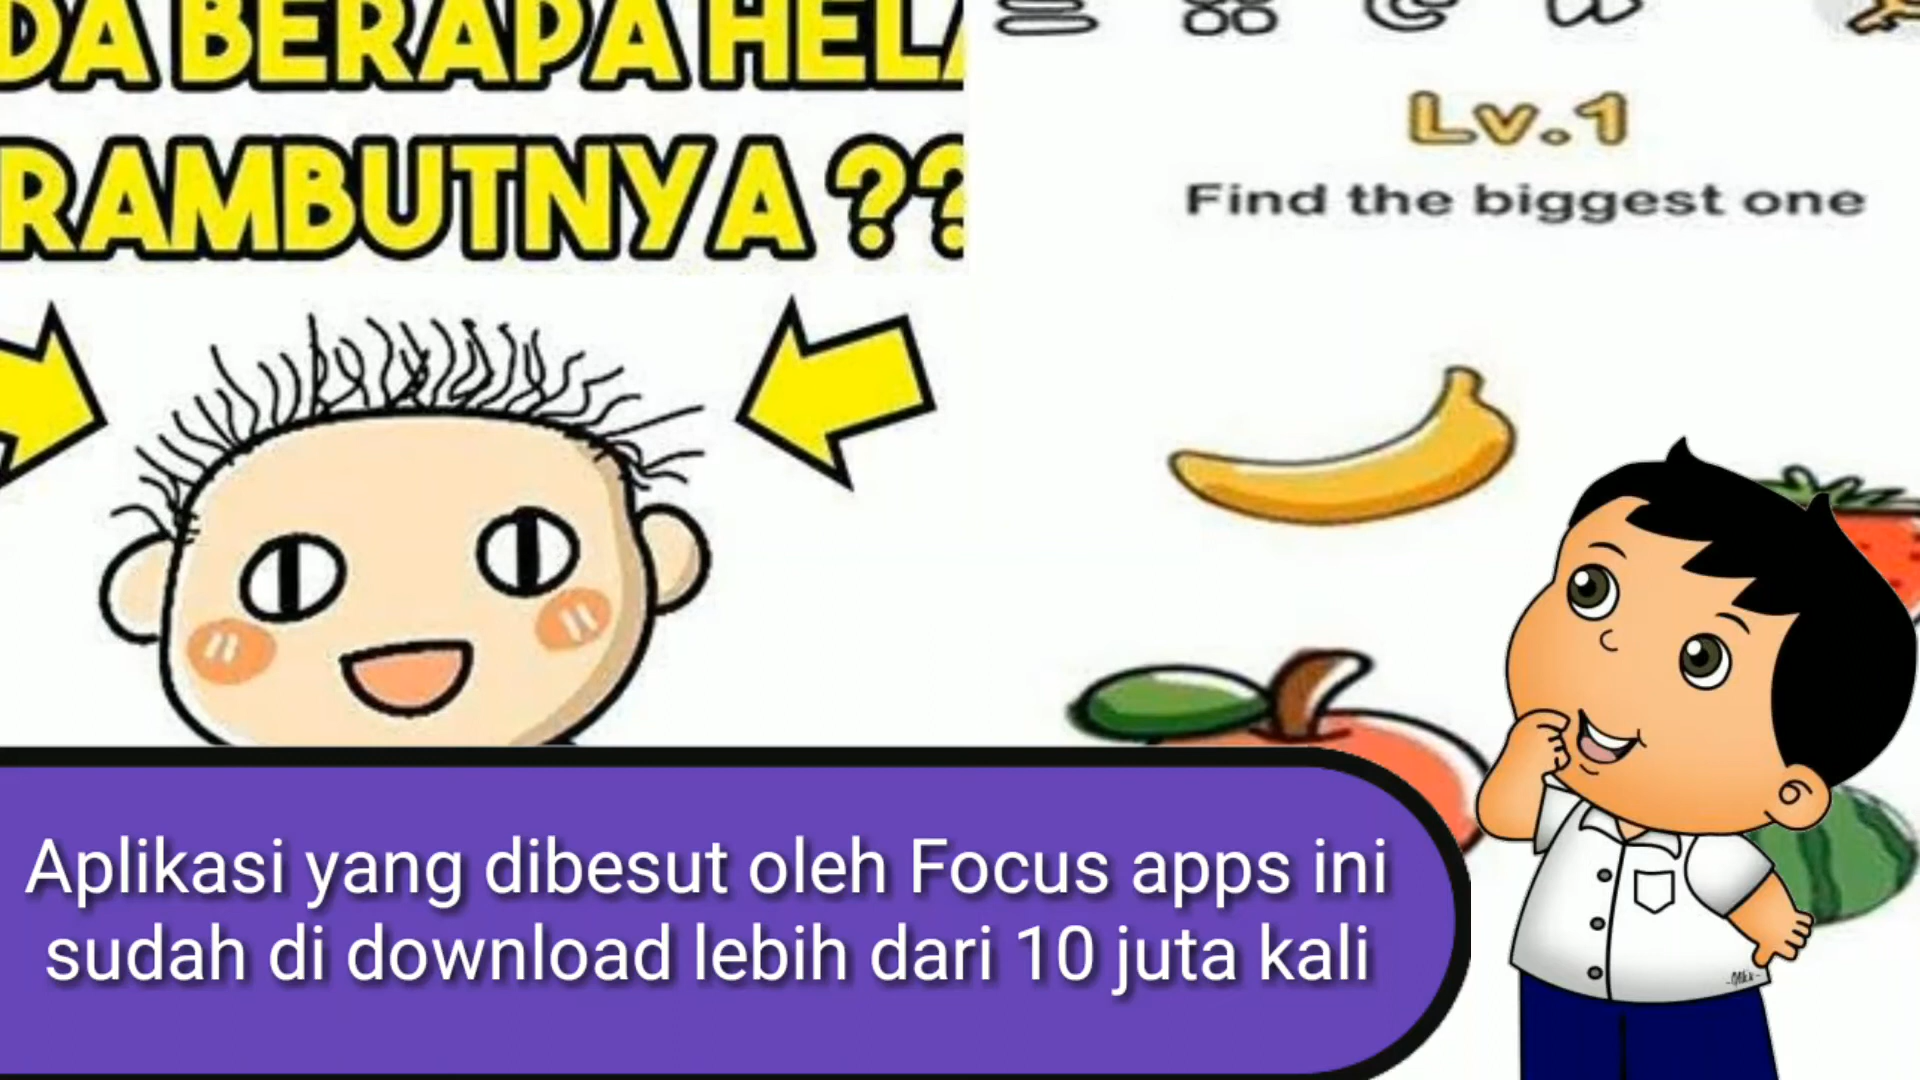 DA BERAPA HELA
RAMBUTNYA ??
Lv.1
Find the biggest one
Aplikasi yang dibesut oleh Focus apps ini
sudah di download lebih dari 10 juta kali